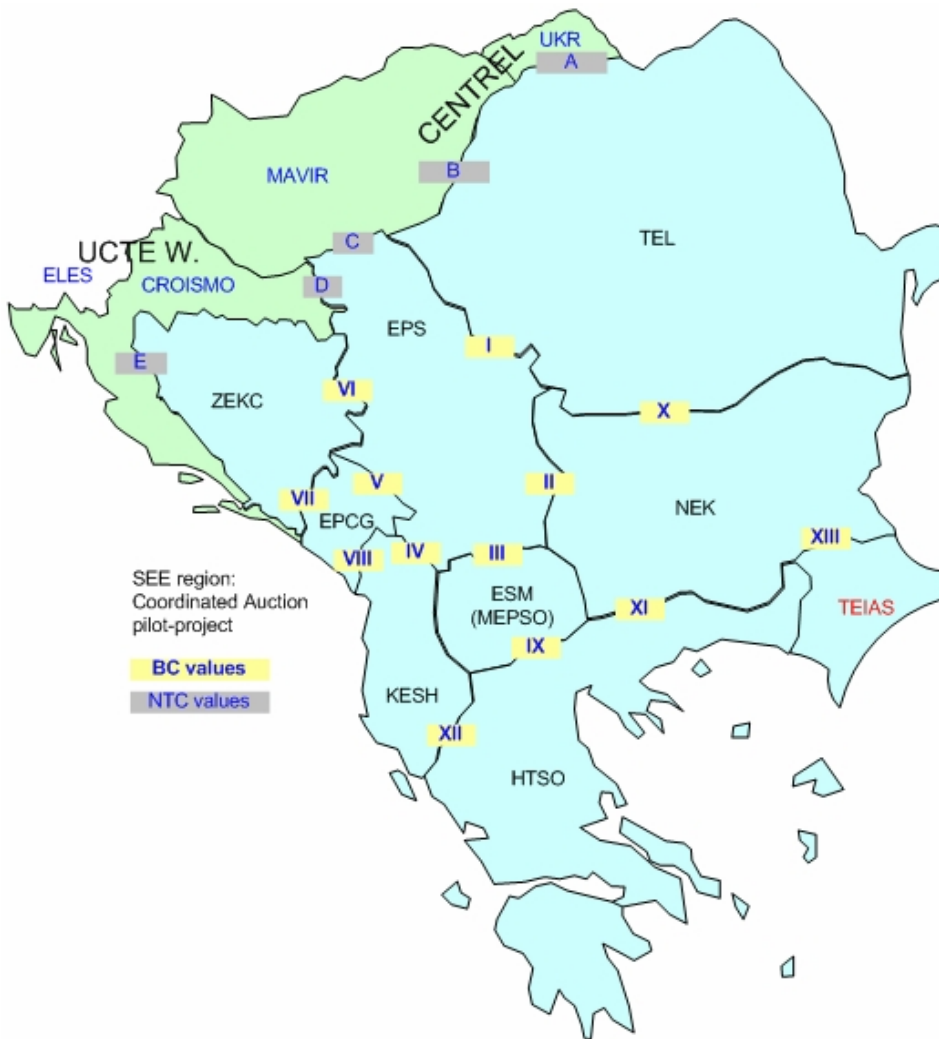 UKR
A
CENTREL
B
MAVIR
TEL
C
UCTE W.
ELES
CROISMO
D
EPS
I
E
VI
ZEKC
X
V
II
VII
NEK
EPCG
XIII
VIII
IV
III
SEE region:
Coordinated Auction
pilot-project
ESM
(MEPSO)
XI
TEIAS
IX
BC values
NTC values
KESH
XII
HTSO